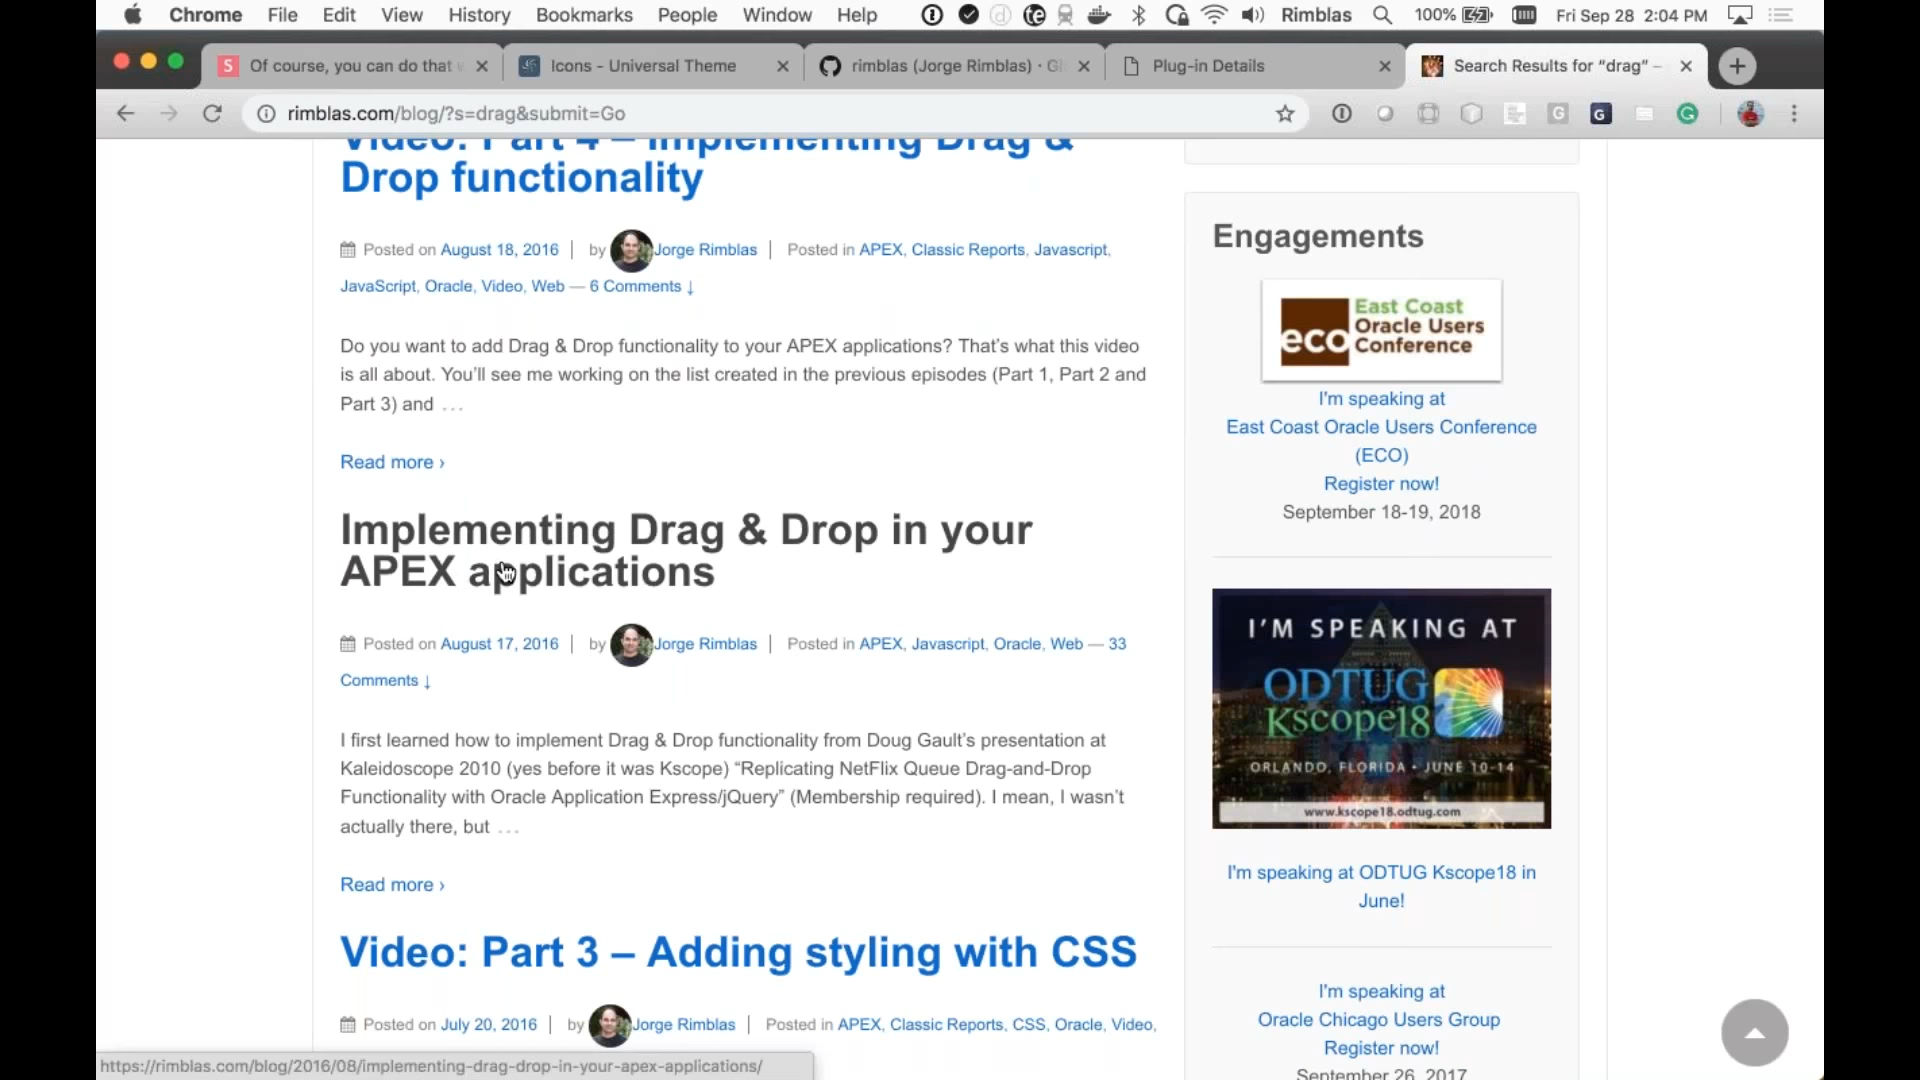 Chrome File Edit View History Bookmarks People Window Help Rimblas 100% Fri Sep 28 2:04 PM
S Of course, you can do that Icons - Universal Theme rimblas (Jorge Rimblas) · Gi Plug-in Details Search Results for “drag” –
rimblas.com/blog/?s=drag&submit=Go
Video: Part 4 – Implementing Drag &
Drop functionality
Posted on August 18, 2016 | by Jorge Rimblas | Posted in APEX, Classic Reports, Javascript,
JavaScript, Oracle, Video, Web — 6 Comments ↓
Do you want to add Drag & Drop functionality to your APEX applications? That’s what this video
is all about. You’ll see me working on the list created in the previous episodes (Part 1, Part 2 and
Part 3) and ...
Read more ›
Implementing Drag & Drop in your
APEX applications
Posted on August 17, 2016 | by Jorge Rimblas | Posted in APEX, Javascript, Oracle, Web — 33
Comments ↓
I first learned how to implement Drag & Drop functionality from Doug Gault’s presentation at
Kaleidoscope 2010 (yes before it was Kscope) “Replicating NetFlix Queue Drag-and-Drop
Functionality with Oracle Application Express/jQuery” (Membership required). I mean, I wasn’t
actually there, but ...
Read more ›
Video: Part 3 – Adding styling with CSS
Posted on July 20, 2016 | by Jorge Rimblas | Posted in APEX, Classic Reports, CSS, Oracle, Video,
https://rimblas.com/blog/2016/08/implementing-drag-drop-in-your-apex-applications/
Engagements
eco East Coast
Oracle Users
Conference
I'm speaking at
East Coast Oracle Users Conference
(ECO)
Register now!
September 18-19, 2018
I'M SPEAKING AT
ODTUG
Kscope18
ORLANDO, FLORIDA • JUNE 10-14
www.kscope18.odtug.com
I'm speaking at ODTUG Kscope18 in
June!
I'm speaking at
Oracle Chicago Users Group
Register now!
September 26, 2017